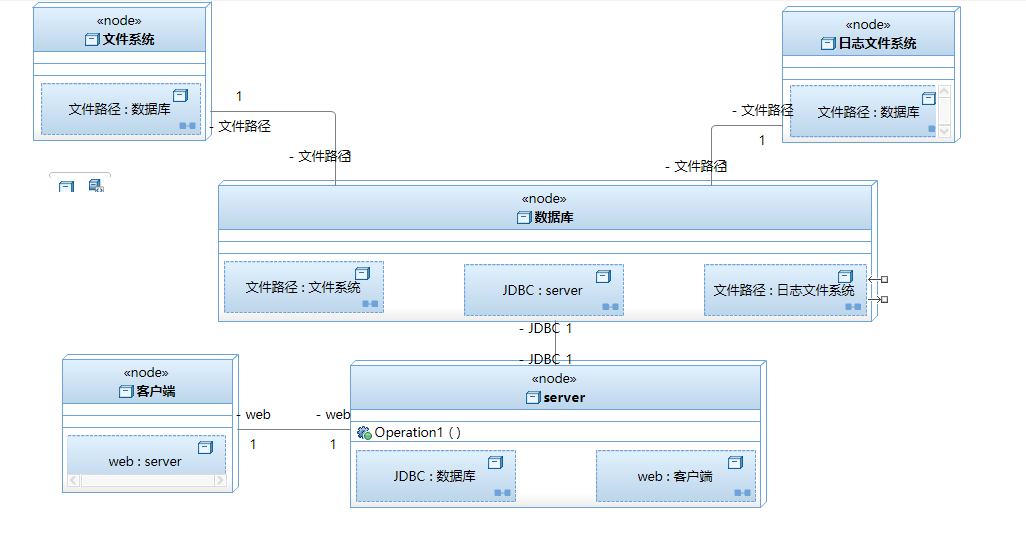 «node»
文件系统
文件路径 : 数据库
1
- 文件路径
- 文件路径
«node»
日志文件系统
文件路径 : 数据库
- 文件路径
1
- 文件路径
«node»
数据库
文件路径 : 文件系统
JDBC : server
文件路径 : 日志文件系统
- JDBC 1
- JDBC 1
«node»
客户端
web : server
- web
1
- web
1
«node»
server
Operation1 ( )
JDBC : 数据库
web : 客户端